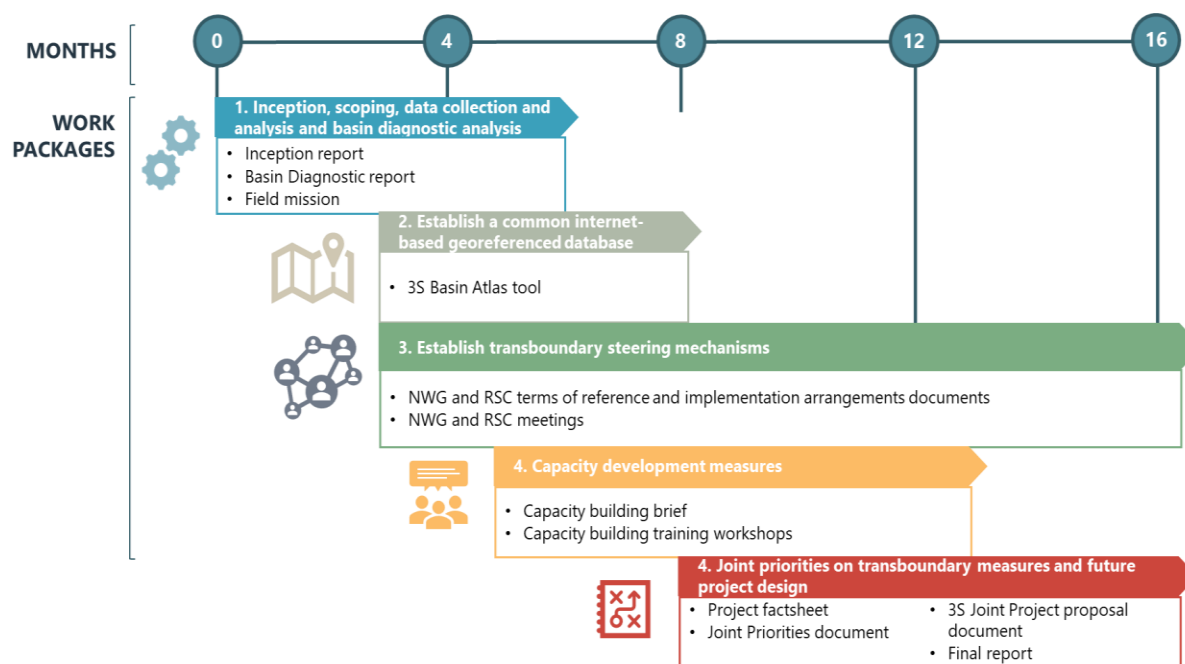 MONTHS
0
4
8
12
16
WORK
PACKAGES
1. Inception, scoping, data collection and
analysis and basin diagnostic analysis
• Inception report
• Basin Diagnostic report
• Field mission
2. Establish a common internet-
based georeferenced database
• 3S Basin Atlas tool
3. Establish transboundary steering mechanisms
• NWG and RSC terms of reference and implementation arrangements documents
• NWG and RSC meetings
4. Capacity development measures
• Capacity building brief
• Capacity building training workshops
4. Joint priorities on transboundary measures and future
project design
• Project factsheet
• Joint Priorities document
• 3S Joint Project proposal
document
• Final report